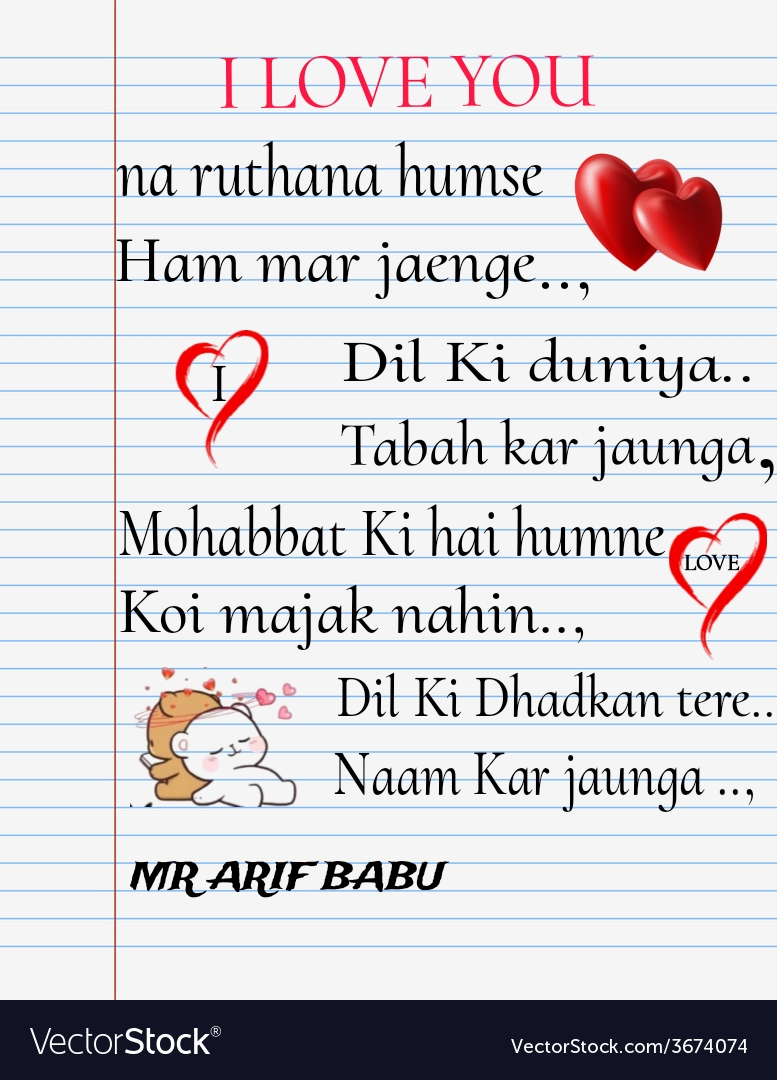 I LOVE YOU
na ruthana humse
Ham mar jaenge..,
I
Dil Ki duniya..
Tabah kar jaunga,
Mohabbat Ki hai humne
LOVE
Koi majak nahin..,
Dil Ki Dhadkan tere..
Naam Kar jaunga ..,
MR ARIF BABU
VectorStock®
VectorStock.com/3674074